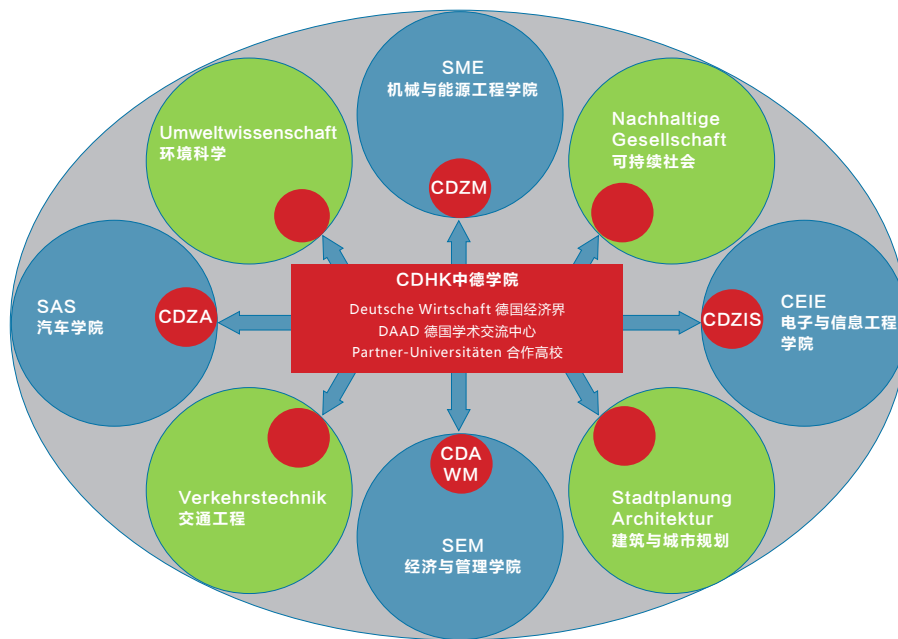 SME
机械与能源工程学院
CDZM
Umweltwissenschaft
环境科学
Nachhaltige
Gesellschaft
可持续社会
SAS
汽车学院
CDZA
CDHK中德学院
Deutsche Wirtschaft 德国经济界
DAAD 德国学术交流中心
Partner-Universitäten 合作高校
CDZIS
CEIE
电子与信息工程
学院
Verkehrstechnik
交通工程
CDA
WM
SEM
经济与管理学院
Stadtplanung
Architektur
建筑与城市规划